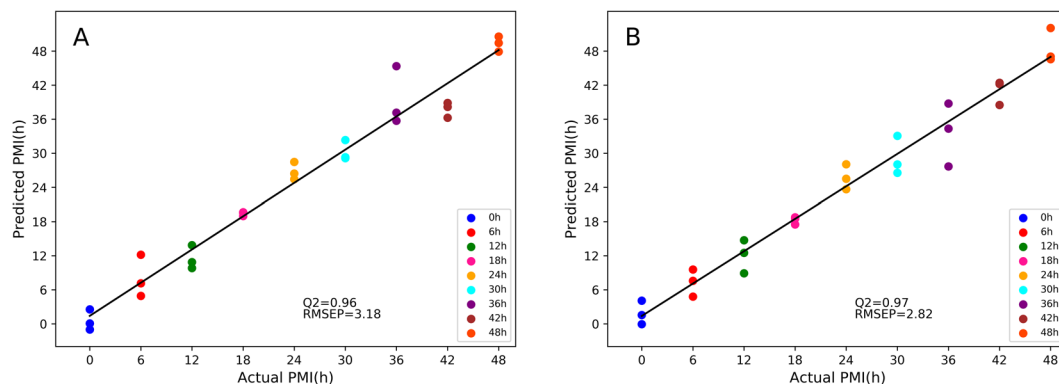 A
Predicted PMI(h)
48
42
36
30
24
18
12
6
0
0h
6h
12h
18h
24h
30h
36h
42h
48h
Q2=0.96
RMSEP=3.18
0 6 12 18 24 30 36 42 48
Actual PMI(h)
B
Predicted PMI(h)
48
42
36
30
24
18
12
6
0
0h
6h
12h
18h
24h
30h
36h
42h
48h
Q2=0.97
RMSEP=2.82
0 6 12 18 24 30 36 42 48
Actual PMI(h)